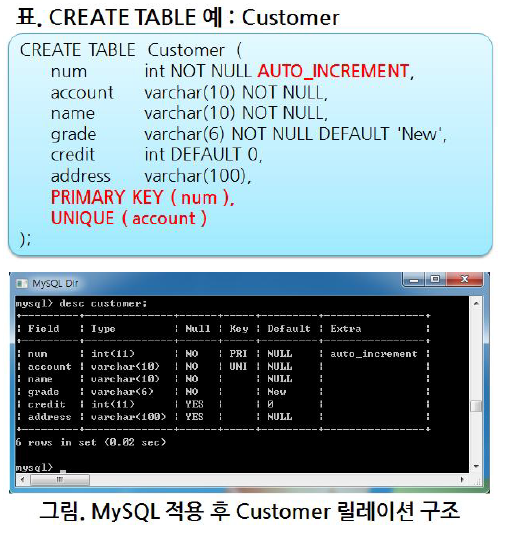 표. CREATE TABLE 예 : Customer
CREATE TABLE Customer (
num int NOT NULL AUTO_INCREMENT,
account varchar(10) NOT NULL,
name varchar(10) NOT NULL,
grade varchar(6) NOT NULL DEFAULT 'New',
credit int DEFAULT 0,
address varchar(100),
PRIMARY KEY ( num ),
UNIQUE ( account )
);
MySQL Dir
mysql> desc customer;
+---------+--------------+------+-----+---------+----------------+
| Field | Type | Null | Key | Default | Extra |
+---------+--------------+------+-----+---------+----------------+
| num | int(11) | NO | PRI | NULL | auto_increment |
| account | varchar(10) | NO | UNI | NULL | |
| name | varchar(10) | NO | | NULL | |
| grade | varchar(6) | NO | | New | |
| credit | int(11) | YES | | 0 | |
| address | varchar(100) | YES | | NULL | |
+---------+--------------+------+-----+---------+----------------+
6 rows in set (0.02 sec)
mysql> _
그림. MySQL 적용 후 Customer 릴레이션 구조